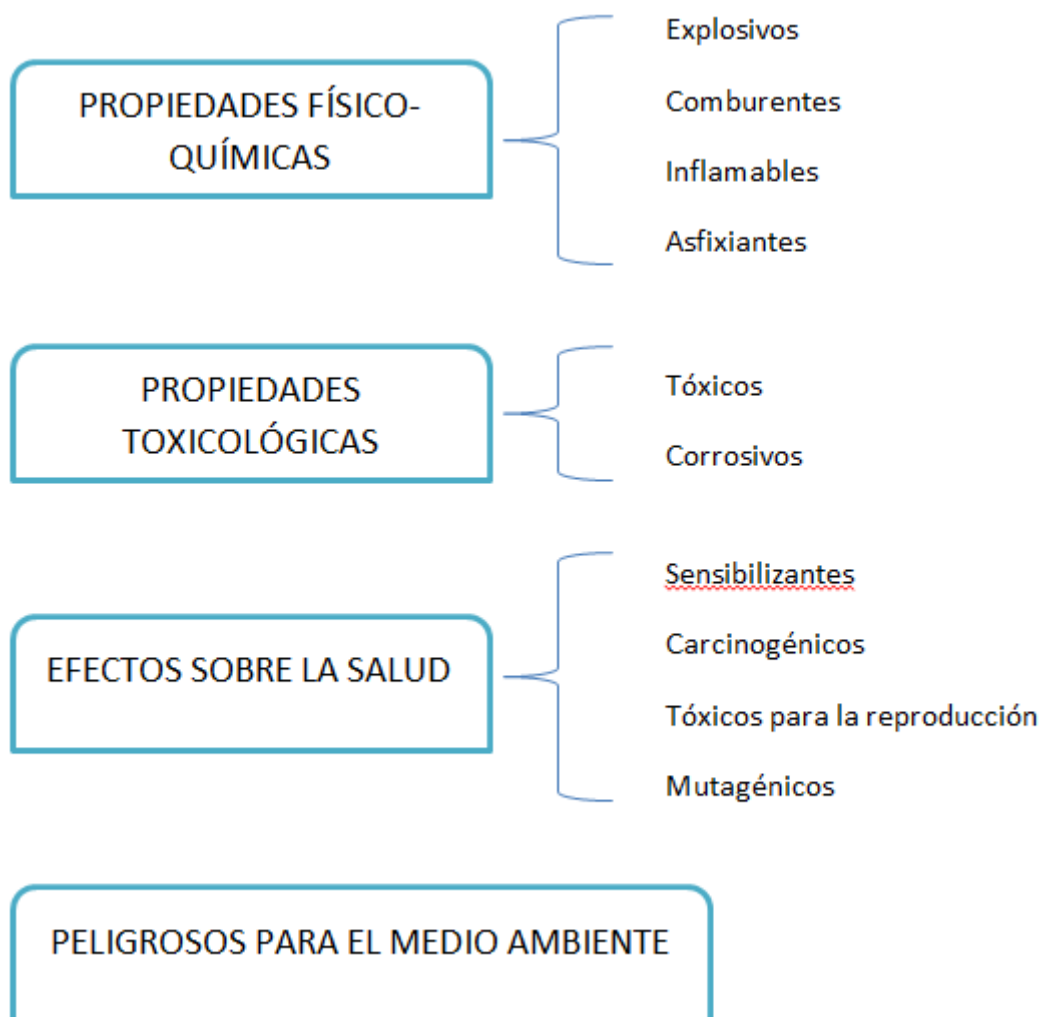 PROPIEDADES FÍSICO-
QUÍMICAS
Explosivos
Comburentes
Inflamables
Asfixiantes
PROPIEDADES
TOXICOLÓGICAS
Tóxicos
Corrosivos
EFECTOS SOBRE LA SALUD
Sensibilizantes
Carcinogénicos
Tóxicos para la reproducción
Mutagénicos
PELIGROSOS PARA EL MEDIO AMBIENTE